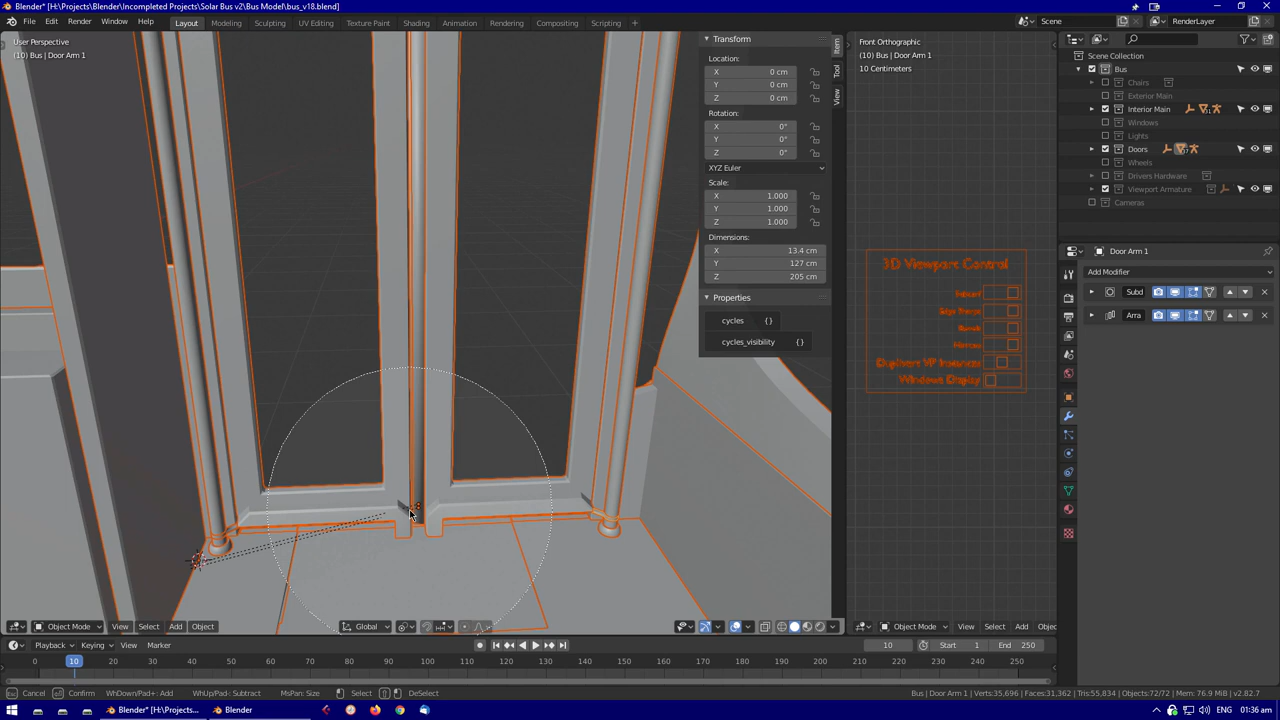 Blender* [H:\Projects\Blender\Incompleted Projects\Solar Bus v2\Bus Model\bus_v18.blend]
File Edit Render Window Help Layout Modeling Sculpting UV Editing Texture Paint Shading Animation Rendering Compositing Scripting Scene RenderLayer
User Perspective
(10) Bus | Door Arm 1
Transform
Location:
X 0 cm
Y 0 cm
Z 0 cm
Rotation:
X 0°
Y 0°
Z 0°
XYZ Euler
Scale:
X 1.000
Y 1.000
Z 1.000
Dimensions:
X 13.4 cm
Y 127 cm
Z 205 cm
Properties
cycles {}
cycles_visibility {}
Item
Tool
View
Front Orthographic
(10) Bus | Door Arm 1
10 Centimeters
3D Viewport Control
Windows Display
Scene Collection
Bus
Chairs
Exterior Main
Interior Main
Windows
Lights
Doors
Wheels
Drivers Hardware
Viewport Armature
Cameras
Door Arm 1
Add Modifier
Subd
Arra
Object Mode View Select Add Object Global
Object Mode View Select Add Objec
Playback Keying View Marker 10 Start 1 End 250
0 10 20 30 40 50 60 70 80 90 100 110 120 130 140 150 160 170 180 190 200 210 220 230 240 250
Cancel Confirm WhDown/Pad+: Add WhUp/Pad-: Subtract MsPan: Size Select DeSelect Bus | Door Arm 1 | Verts:35,696 | Faces:31,362 | Tris:55,834 | Objects:72/72 | Mem: 76.9 MiB | v2.82.7
Blender* [H:\Projects... Blender ENG 01:36 am